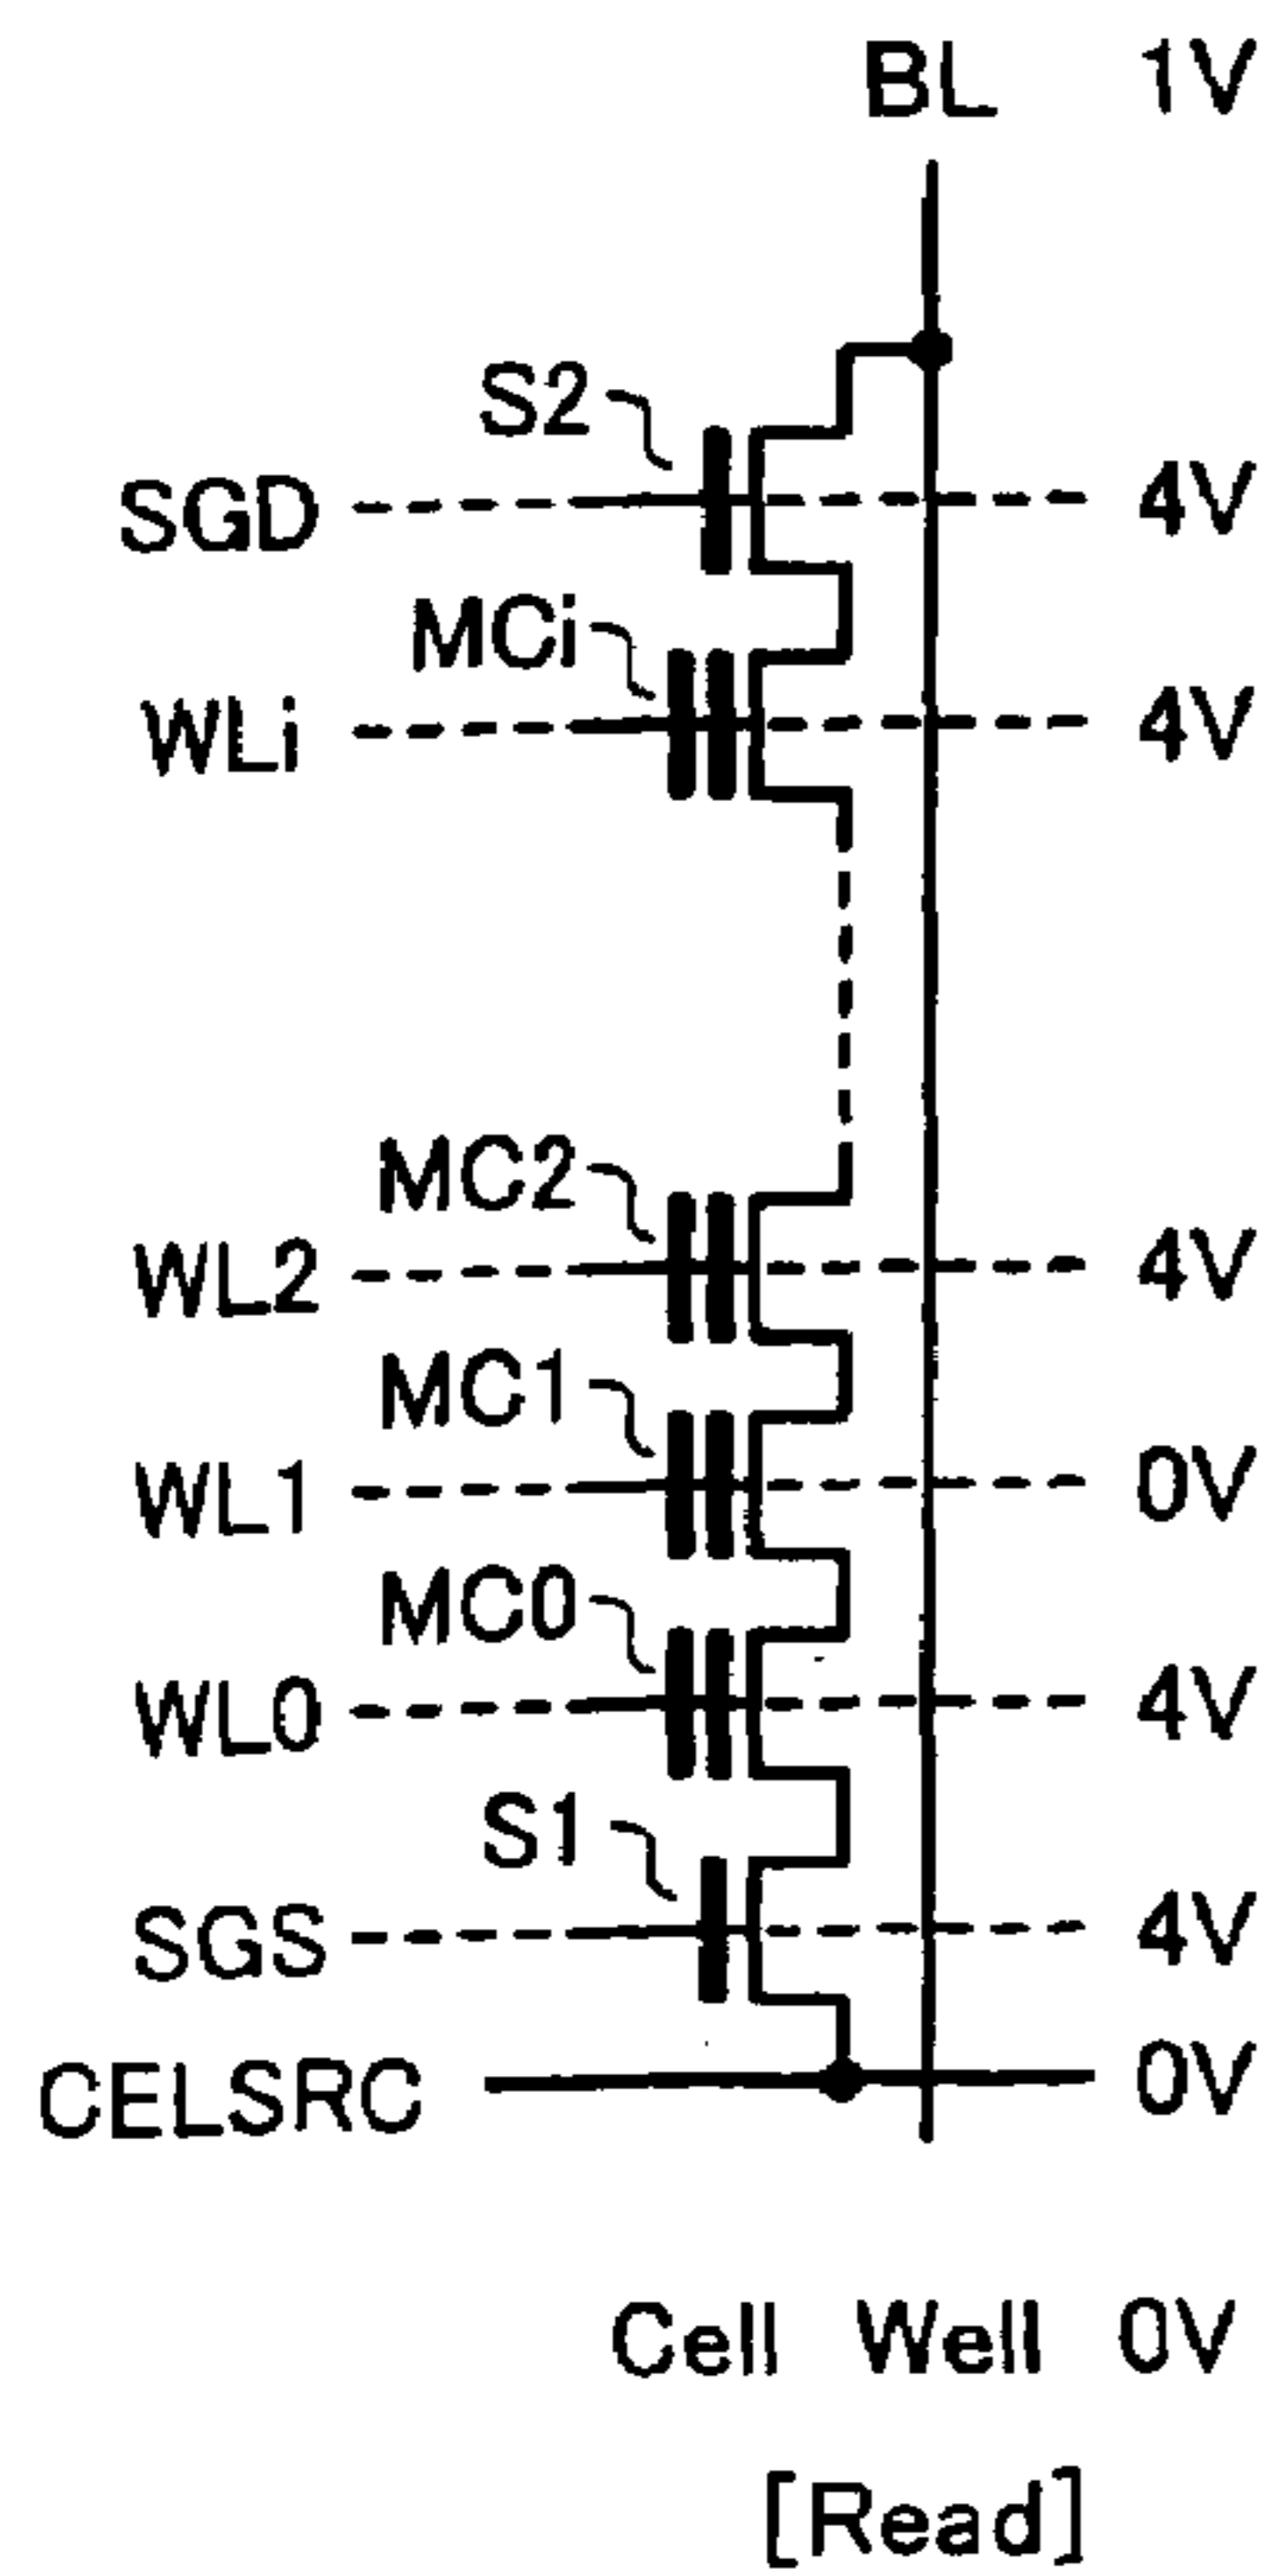 BL 1V
S2
SGD 4V
MCi
WLi 4V
MC2
WL2 4V
MC1
WL1 0V
MC0
WL0 4V
S1
SGS 4V
CELSRC 0V
Cell Well 0V
[Read]